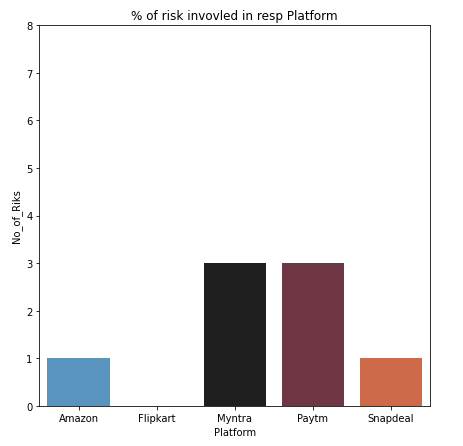 % of risk invovled in resp Platform
8
7
6
5
4
3
2
1
0
No_of_Riks
Amazon Flipkart Myntra Paytm Snapdeal
Platform